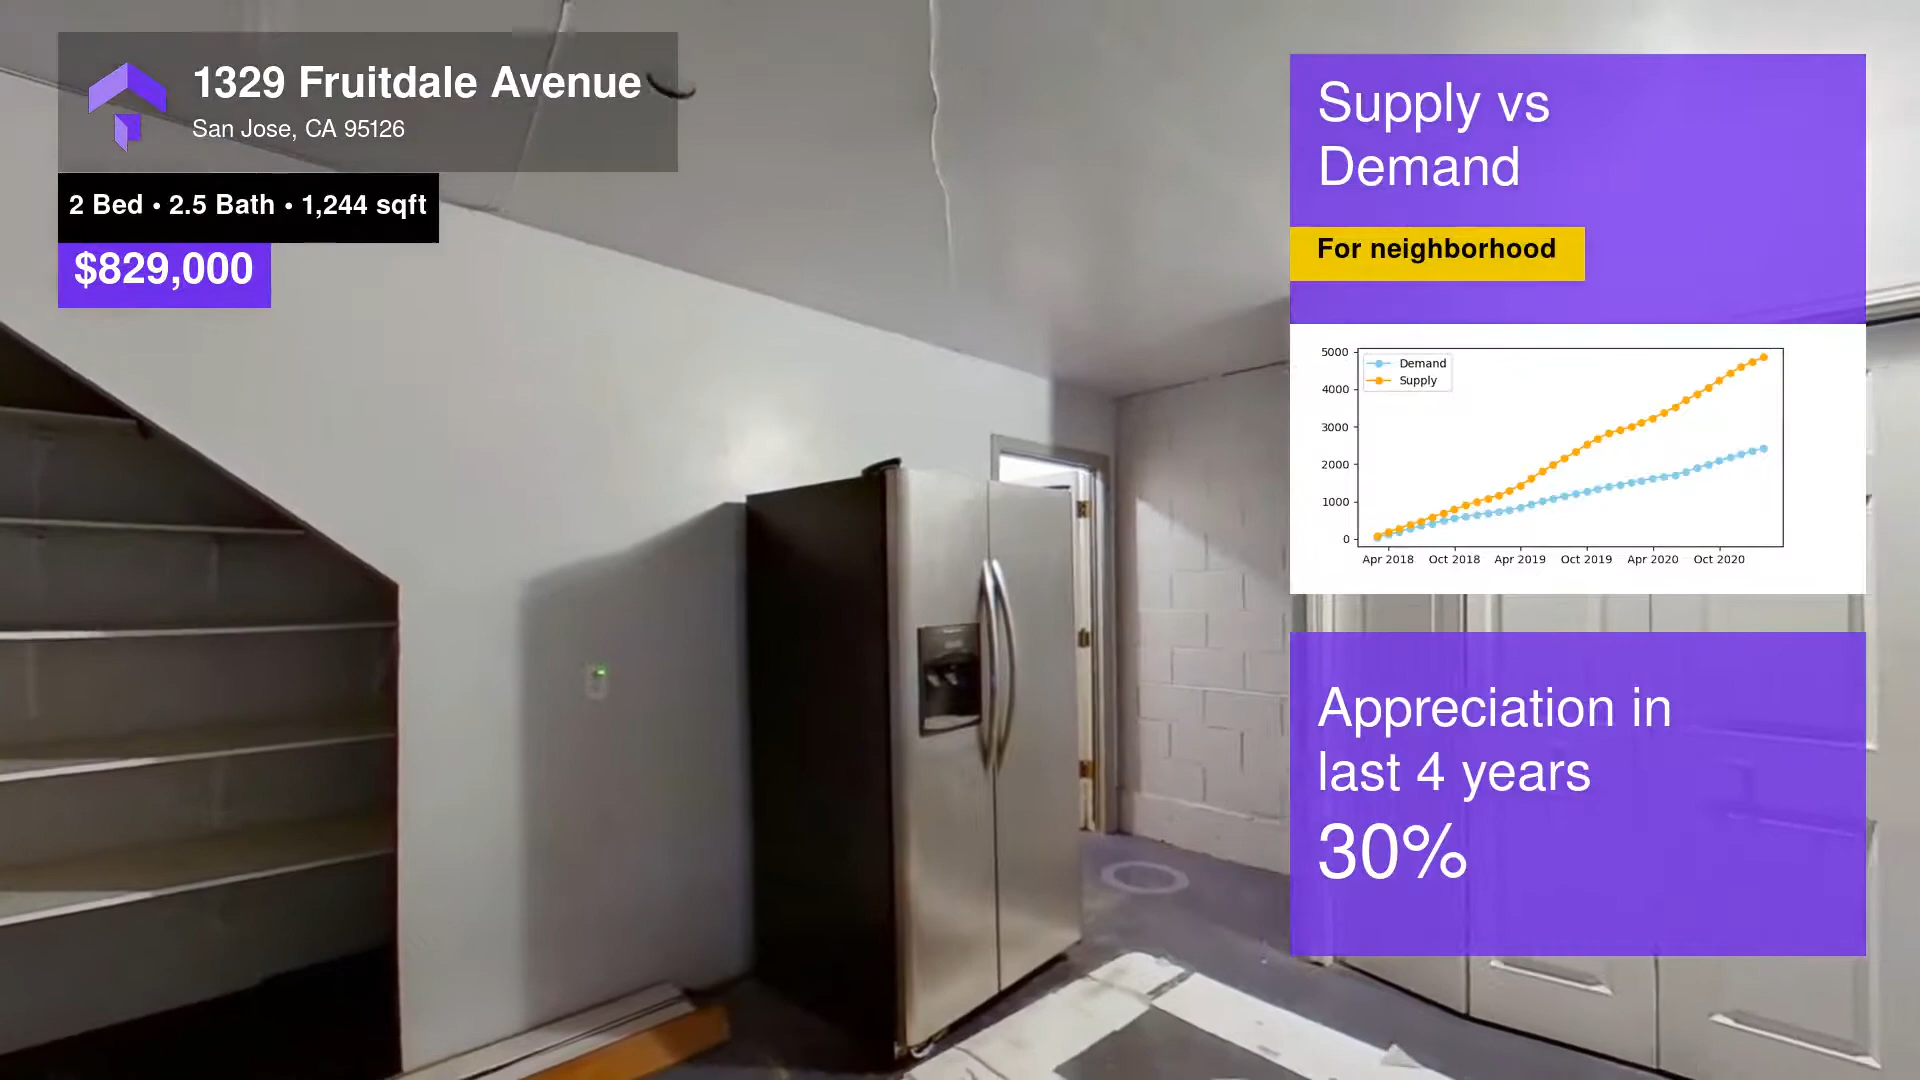 1329 Fruitdale Avenue
San Jose, CA 95126
2 Bed • 2.5 Bath • 1,244 sqft
$829,000
Supply vs
Demand
For neighborhood
5000
4000
3000
2000
1000
0
Demand
Supply
Apr 2018 Oct 2018 Apr 2019 Oct 2019 Apr 2020 Oct 2020
Appreciation in
last 4 years
30%